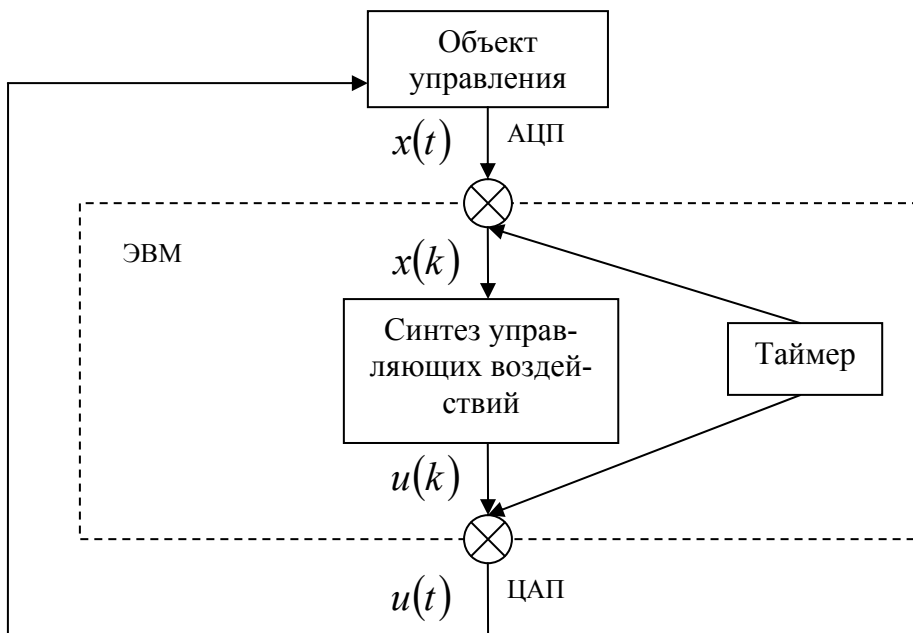 Объект
управления
x(t)
АЦП
ЭВМ
x(k)
Синтез управ-
ляющих воздей-
ствий
Таймер
u(k)
u(t)
ЦАП